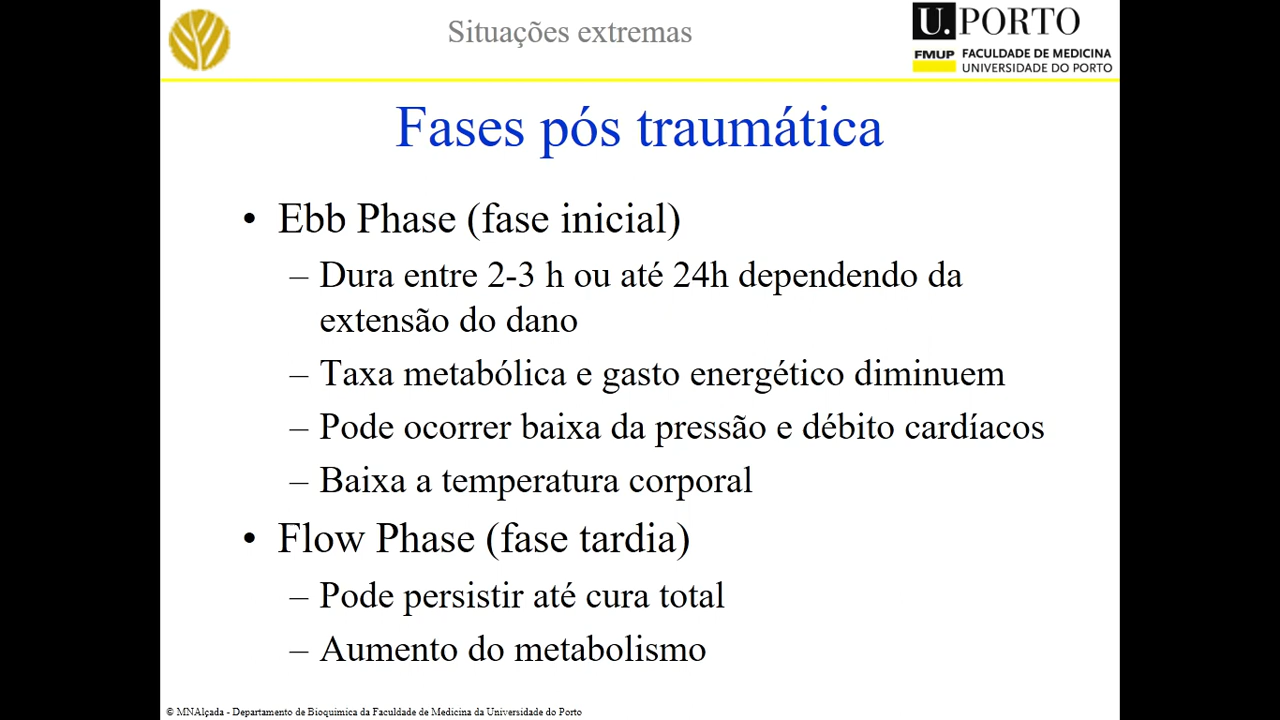 Situações extremas
U.PORTO
FMUP FACULDADE DE MEDICINA
UNIVERSIDADE DO PORTO
Fases pós traumática
• Ebb Phase (fase inicial)
– Dura entre 2-3 h ou até 24h dependendo da
extensão do dano
– Taxa metabólica e gasto energético diminuem
– Pode ocorrer baixa da pressão e débito cardíacos
– Baixa a temperatura corporal
• Flow Phase (fase tardia)
– Pode persistir até cura total
– Aumento do metabolismo
© MNAlçada - Departamento de Bioquimica da Faculdade de Medicina da Universidade do Porto